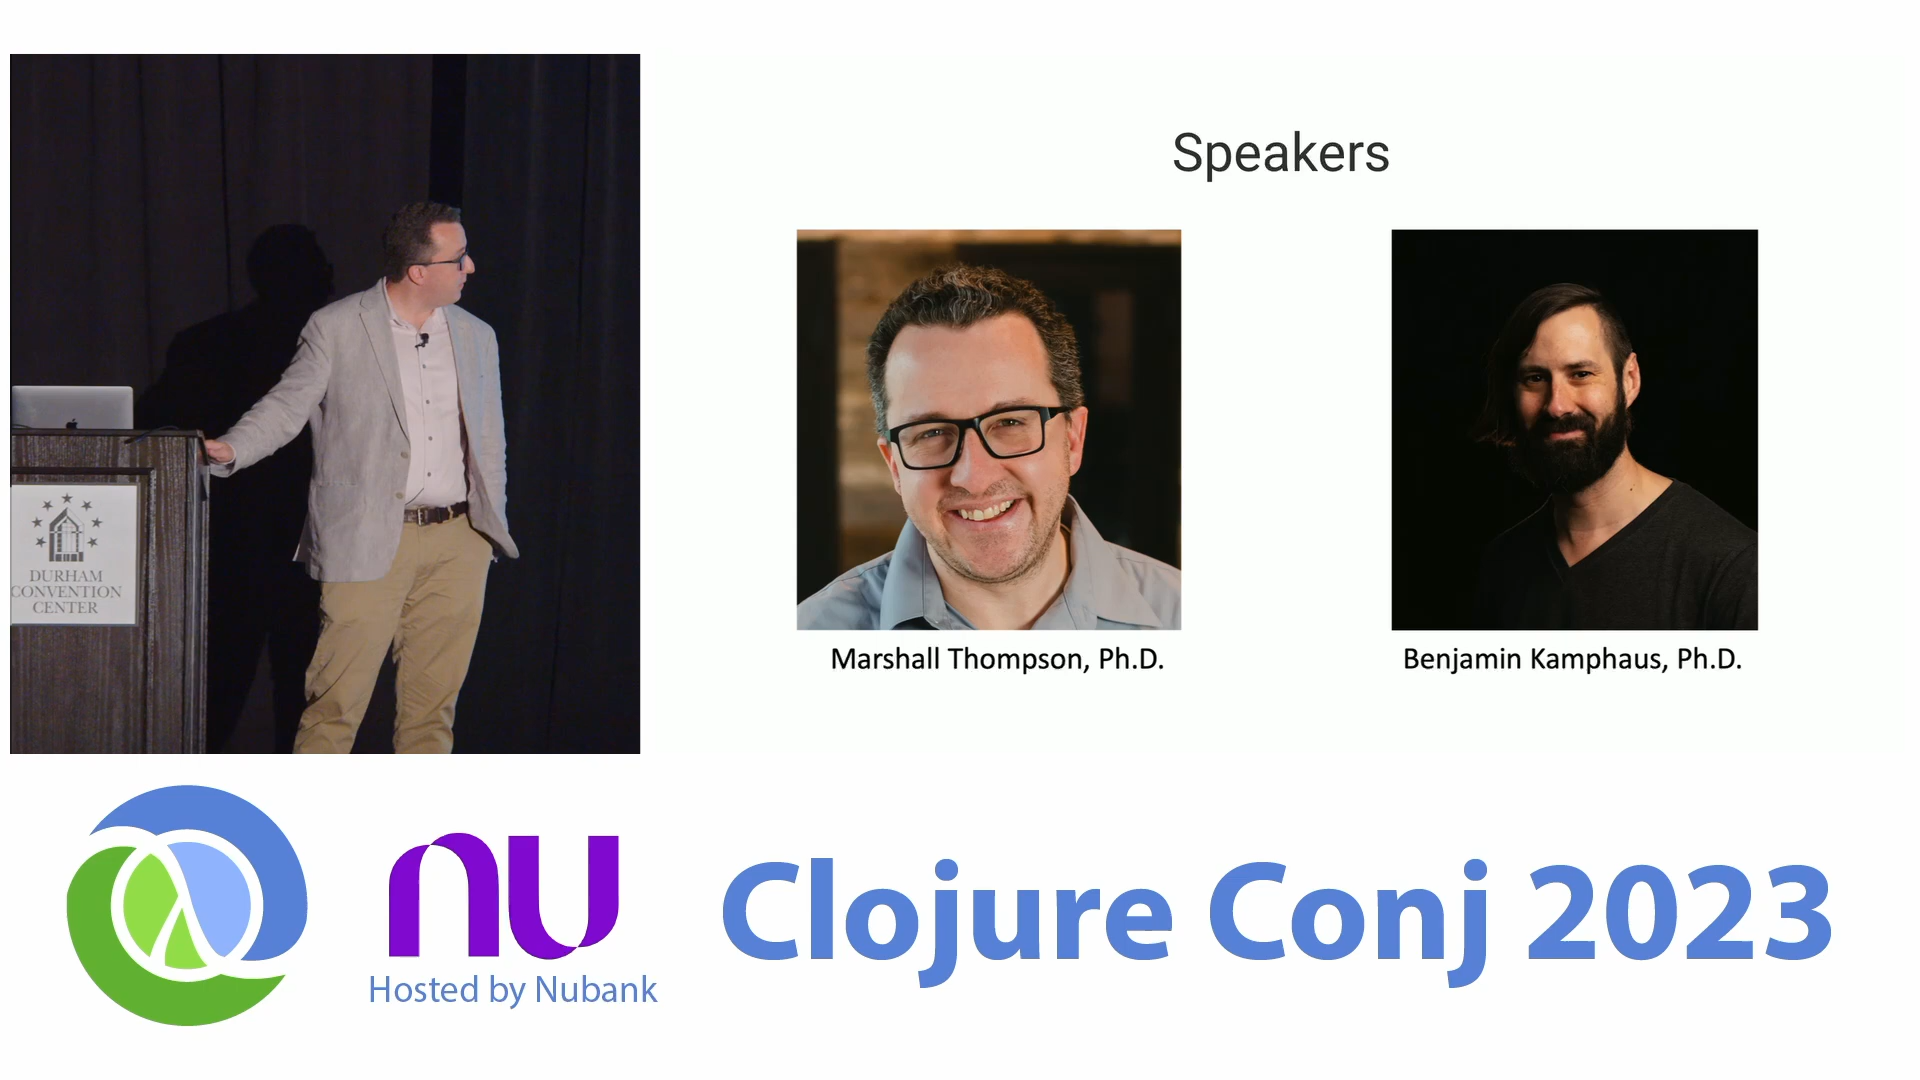 Speakers
Marshall Thompson, Ph.D.
Benjamin Kamphaus, Ph.D.
DURHAM
CONVENTION
CENTER
nu
Hosted by Nubank
Clojure Conj 2023